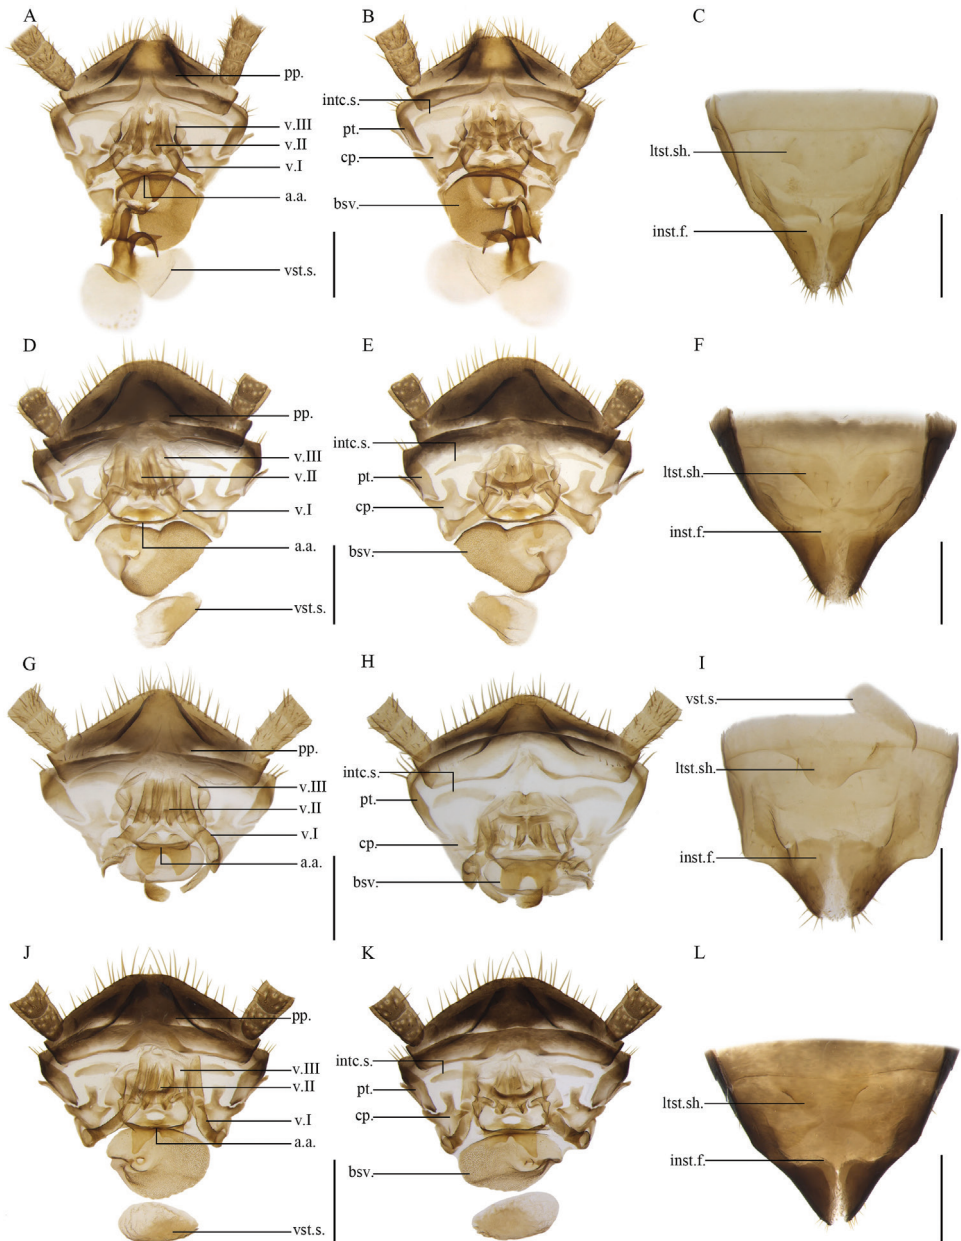 A
pp.
v.III
v.II
v.I
a.a.
vst.s.
B
intc.s.
pt.
cp.
bsv.
C
ltst.sh.
inst.f.
D
pp.
v.III
v.II
v.I
a.a.
vst.s.
E
intc.s.
pt.
cp.
bsv.
F
ltst.sh.
inst.f.
G
pp.
v.III
v.II
v.I
a.a.
H
intc.s.
pt.
cp.
bsv.
I
vst.s.
ltst.sh.
inst.f.
J
pp.
v.III
v.II
v.I
a.a.
vst.s.
K
intc.s.
pt.
cp.
bsv.
L
ltst.sh.
inst.f.